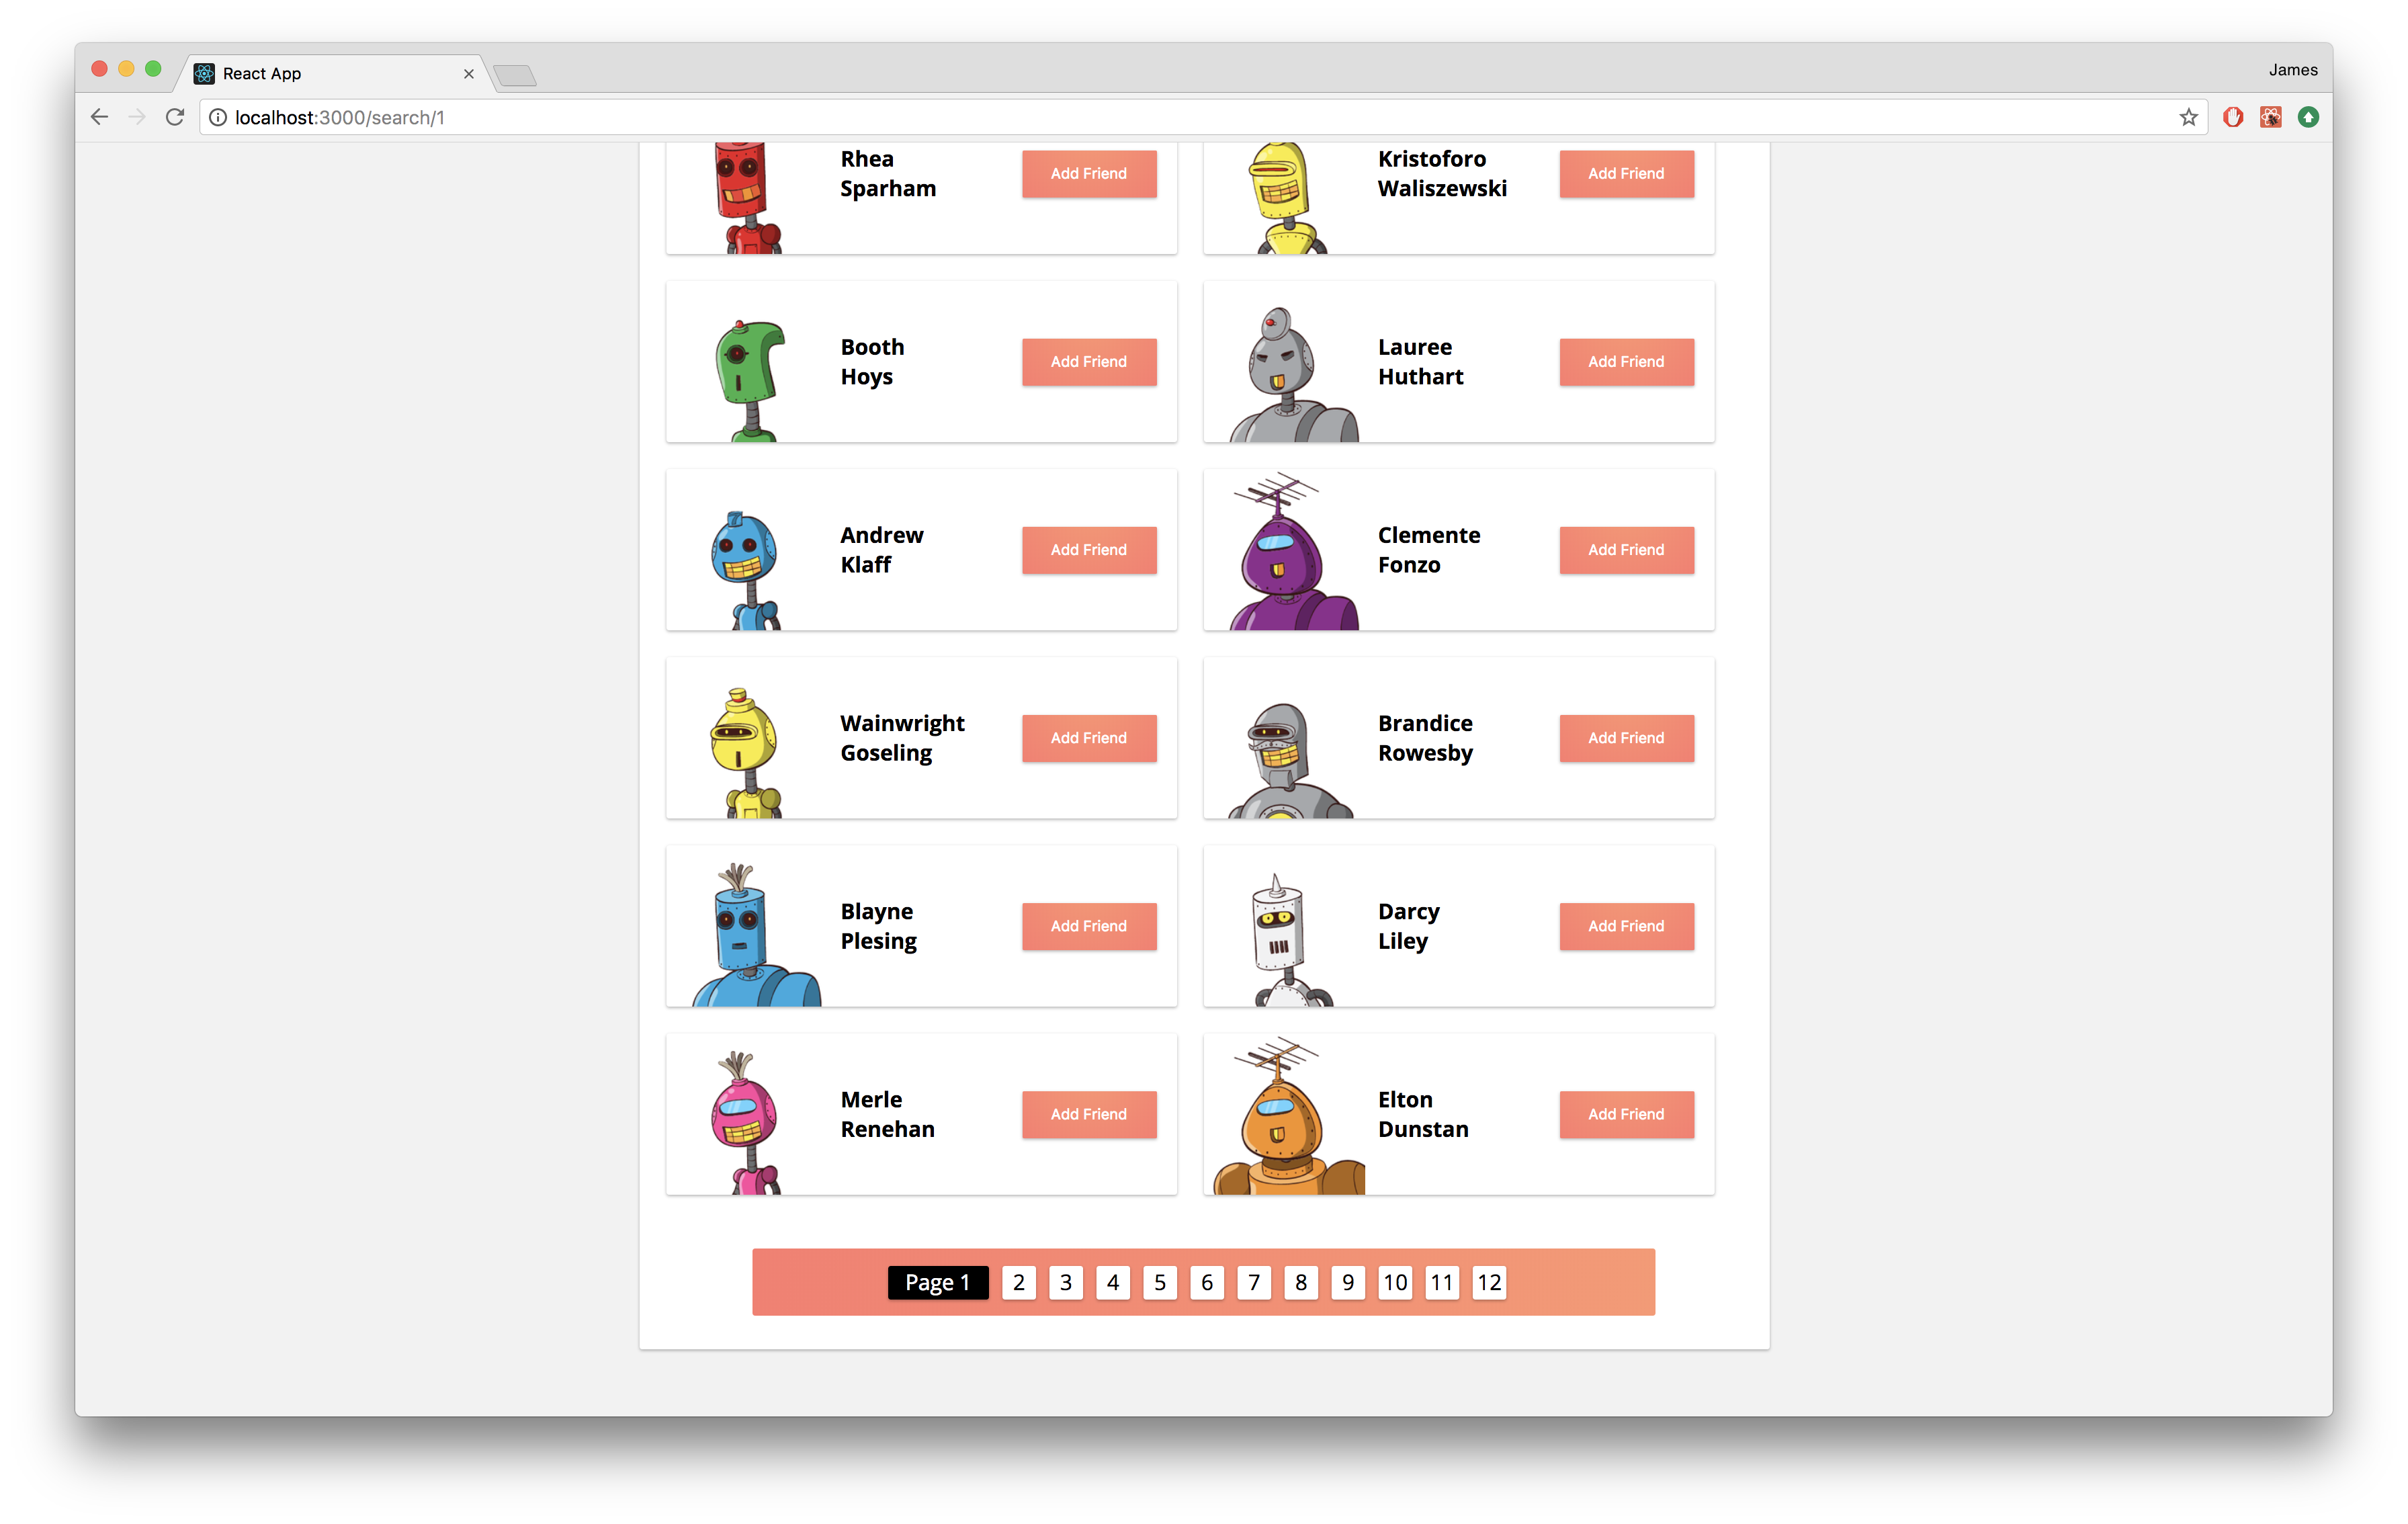 React App
James
localhost:3000/search/1
Rhea
Sparham
Add Friend
Kristoforo
Waliszewski
Add Friend
Booth
Hoys
Add Friend
Lauree
Huthart
Add Friend
Andrew
Klaff
Add Friend
Clemente
Fonzo
Add Friend
Wainwright
Goseling
Add Friend
Brandice
Rowesby
Add Friend
Blayne
Plesing
Add Friend
Darcy
Liley
Add Friend
Merle
Renehan
Add Friend
Elton
Dunstan
Add Friend
Page 1 2 3 4 5 6 7 8 9 10 11 12